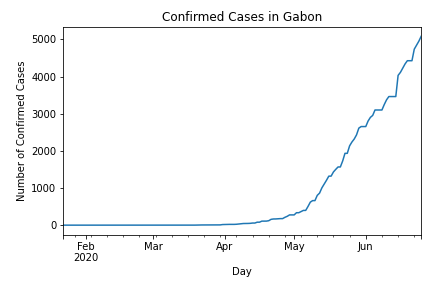 Confirmed Cases in Gabon
Number of Confirmed Cases
5000
4000
3000
2000
1000
0
Feb Mar Apr May Jun
2020
Day